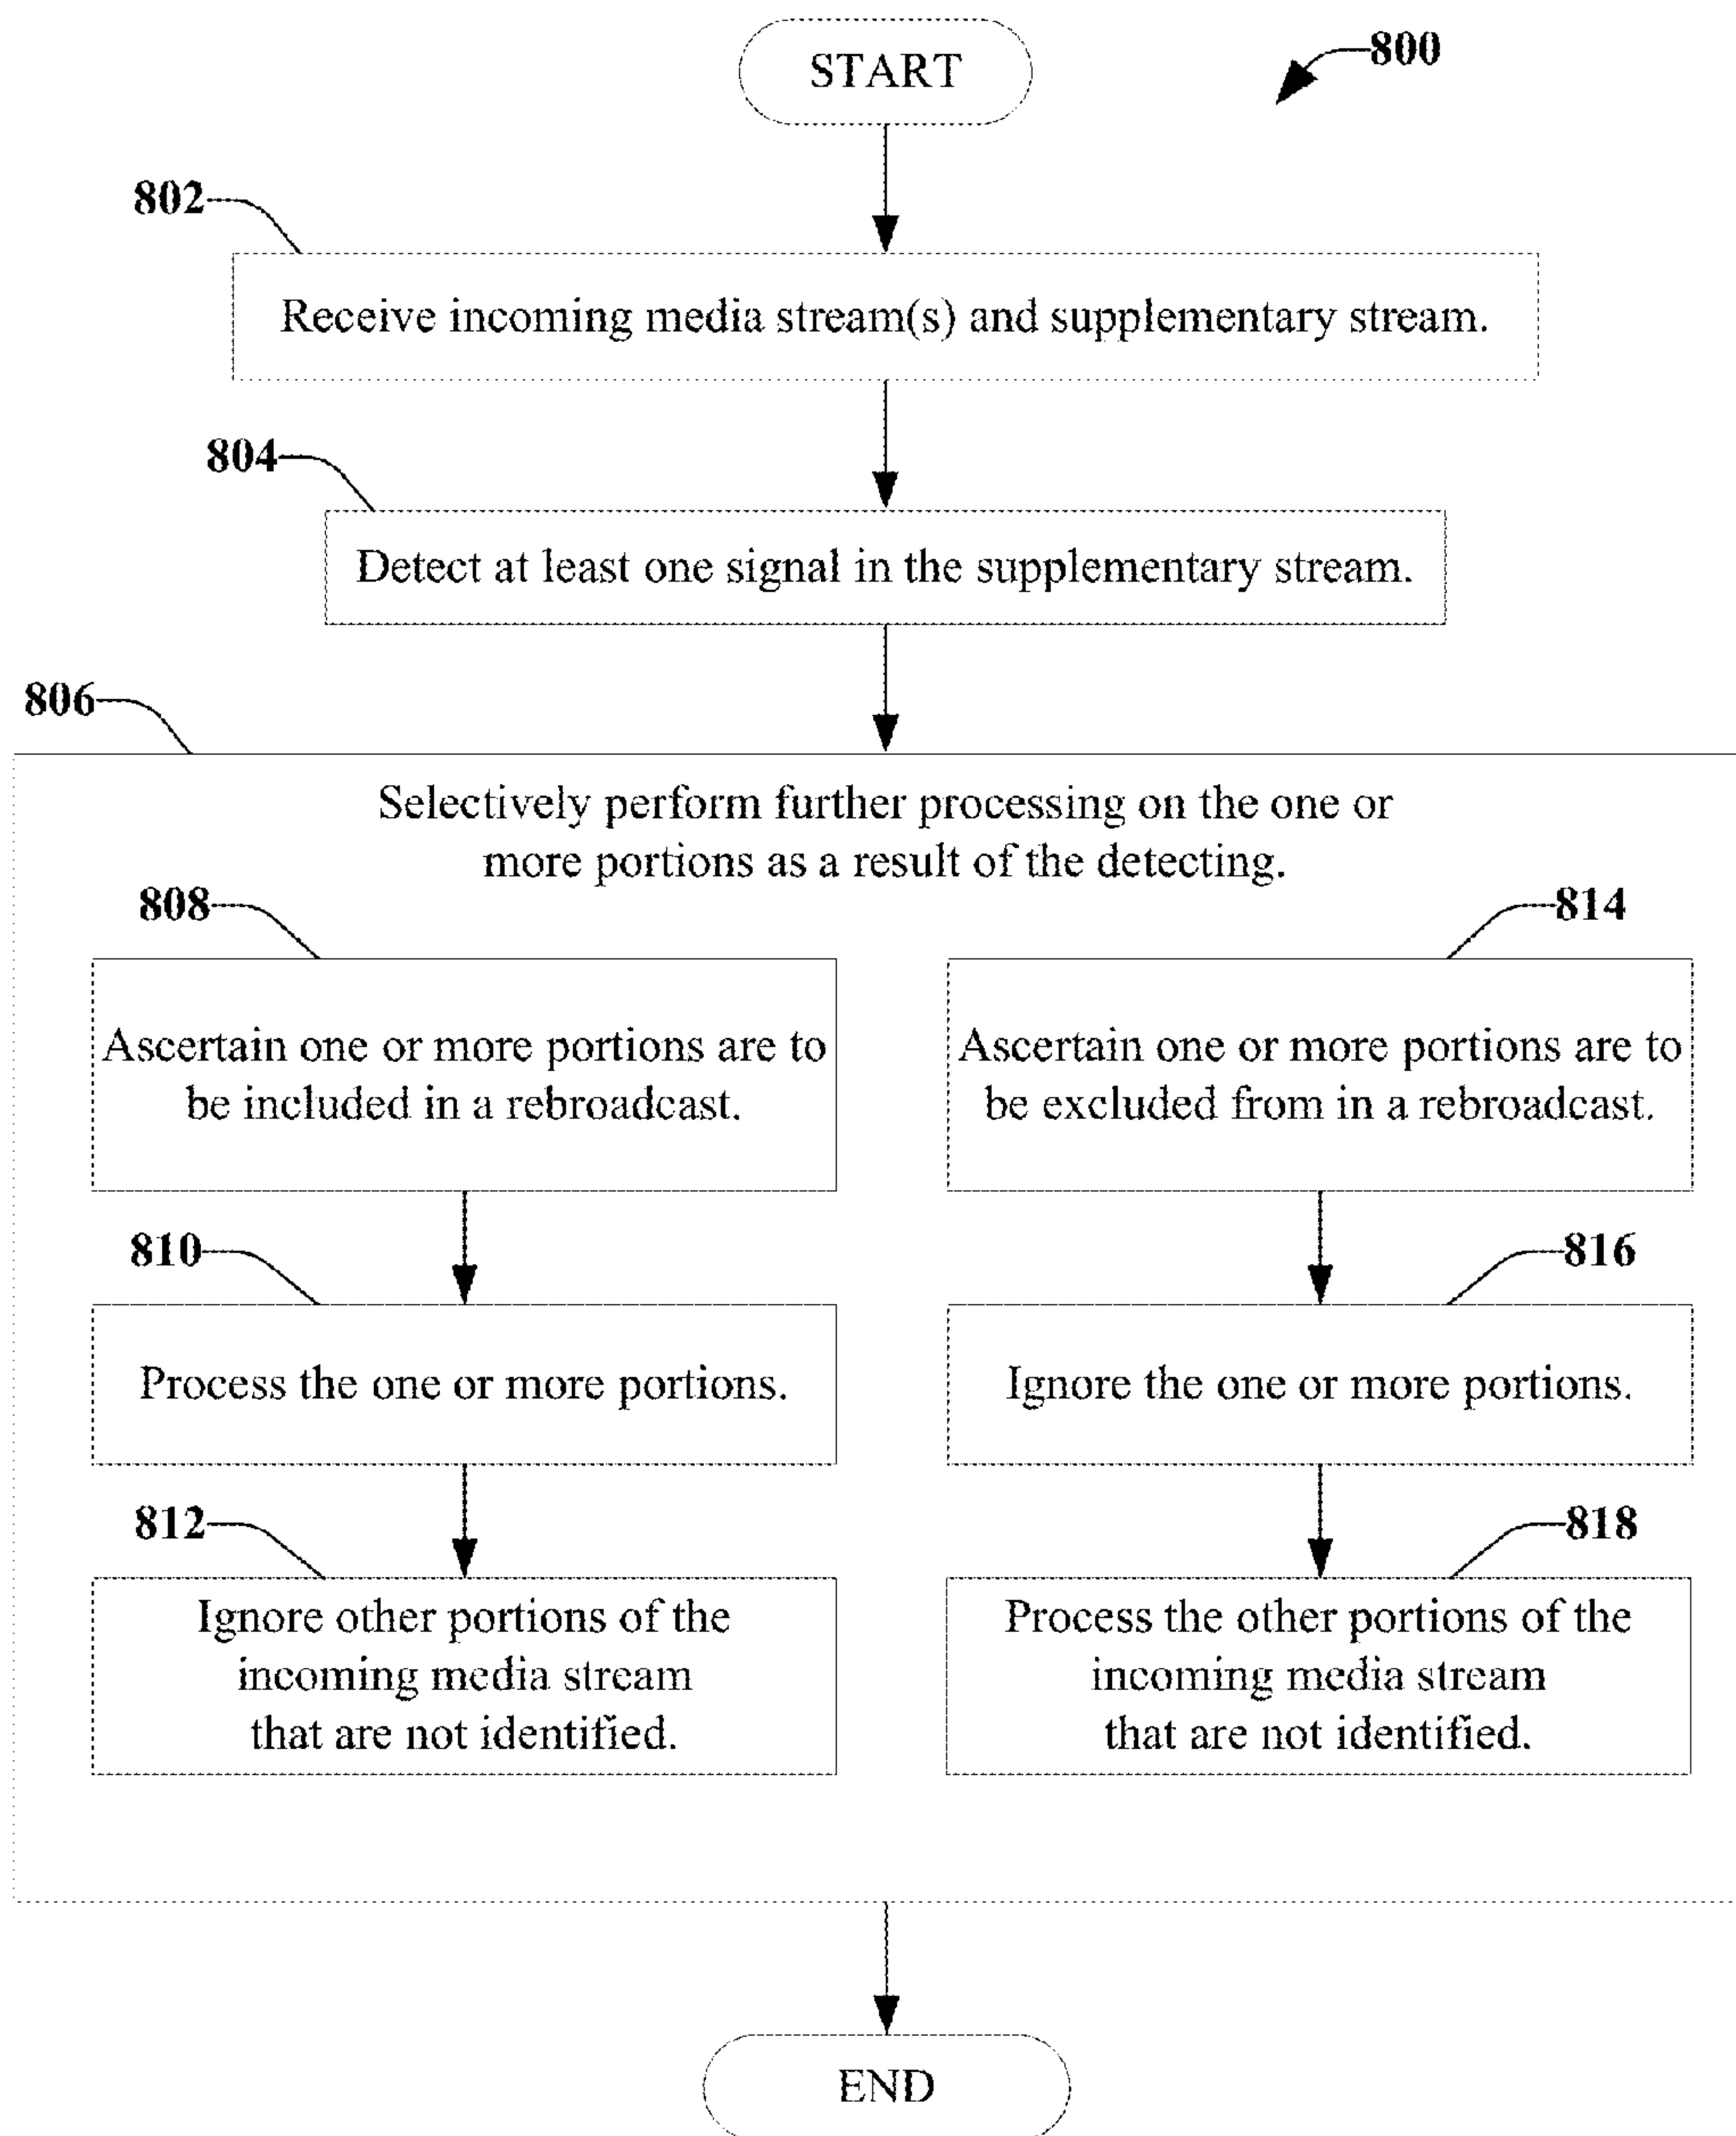 START
800
802
Receive incoming media stream(s) and supplementary stream.
804
Detect at least one signal in the supplementary stream.
806
Selectively perform further processing on the one or
more portions as a result of the detecting.
808
Ascertain one or more portions are to
be included in a rebroadcast.
810
Process the one or more portions.
812
Ignore other portions of the
incoming media stream
that are not identified.
814
Ascertain one or more portions are to
be excluded from in a rebroadcast.
816
Ignore the one or more portions.
818
Process the other portions of the
incoming media stream
that are not identified.
END